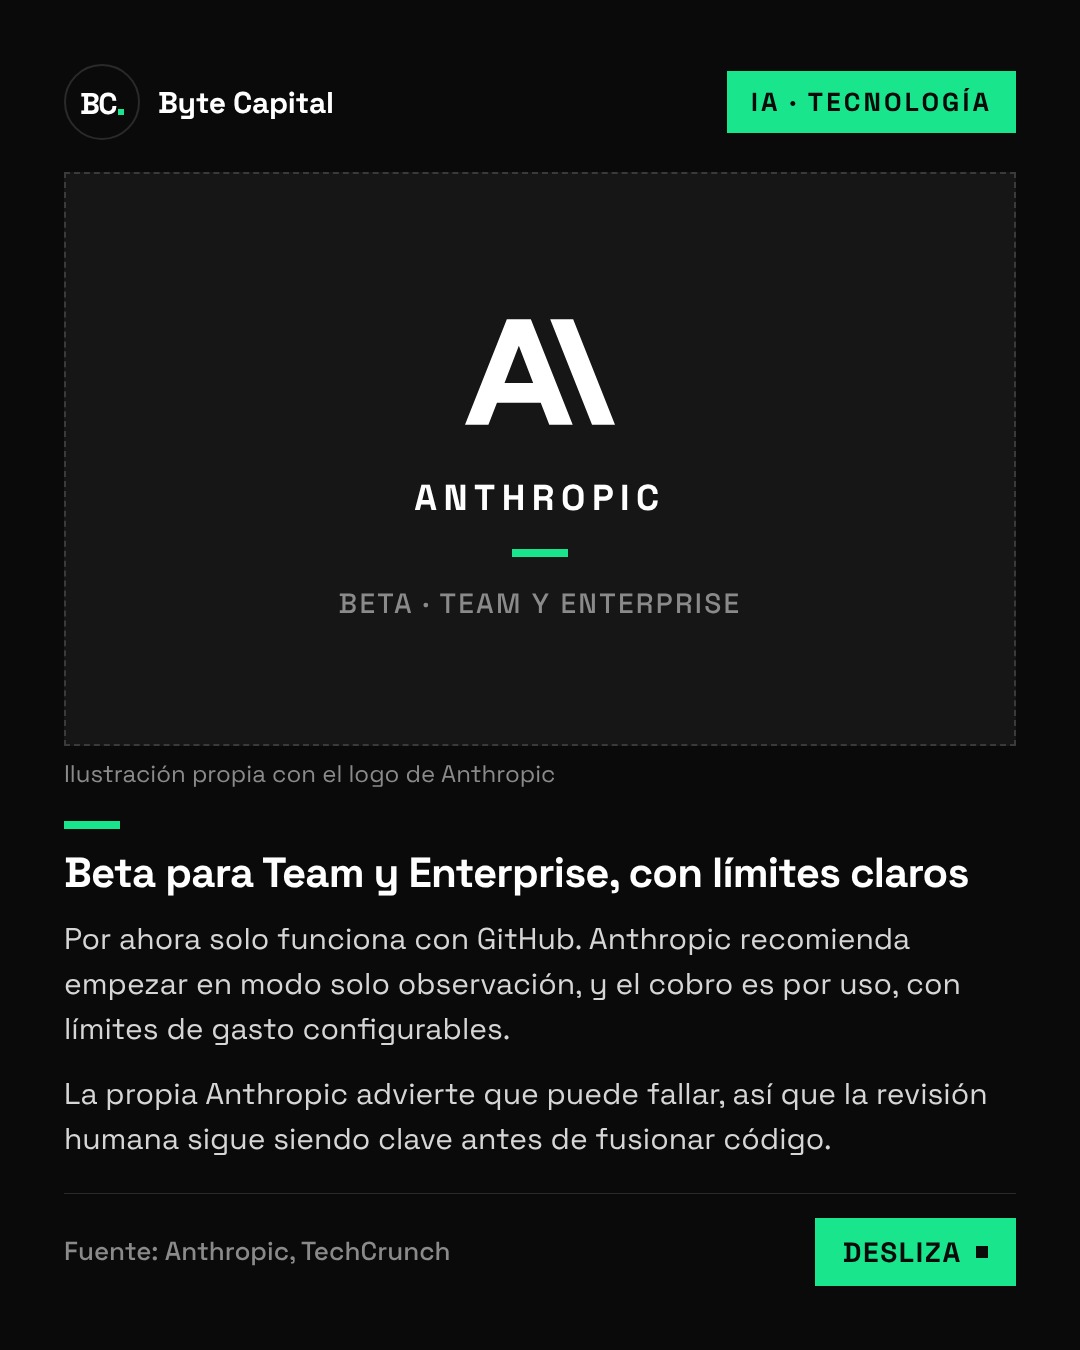 BC.
Byte Capital
IA · TECNOLOGÍA
ANTHROPIC
BETA · TEAM Y ENTERPRISE
Ilustración propia con el logo de Anthropic
Beta para Team y Enterprise, con límites claros
Por ahora solo funciona con GitHub. Anthropic recomienda
empezar en modo solo observación, y el cobro es por uso, con
límites de gasto configurables.
La propia Anthropic advierte que puede fallar, así que la revisión
humana sigue siendo clave antes de fusionar código.
Fuente: Anthropic, TechCrunch
DESLIZA